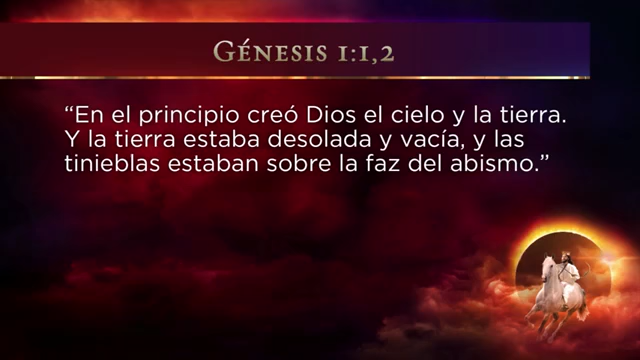 Génesis 1:1,2
“En el principio creó Dios el cielo y la tierra.
Y la tierra estaba desolada y vacía, y las
tinieblas estaban sobre la faz del abismo.”